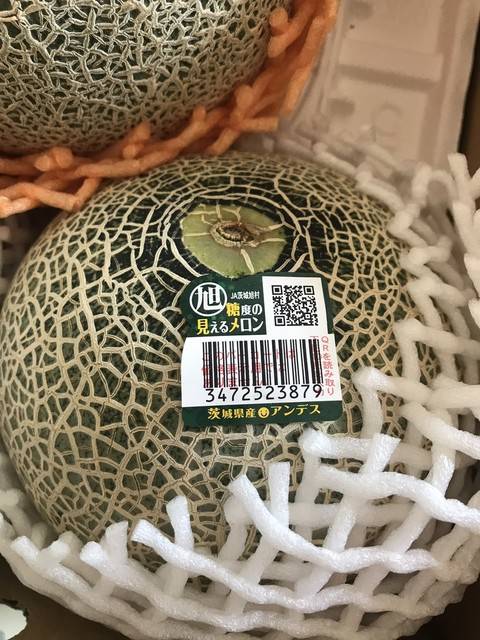 旭
JA茨城旭村
糖度の
見えるメロン
QRを読み取り
3472523879
茨城県産 アンデス